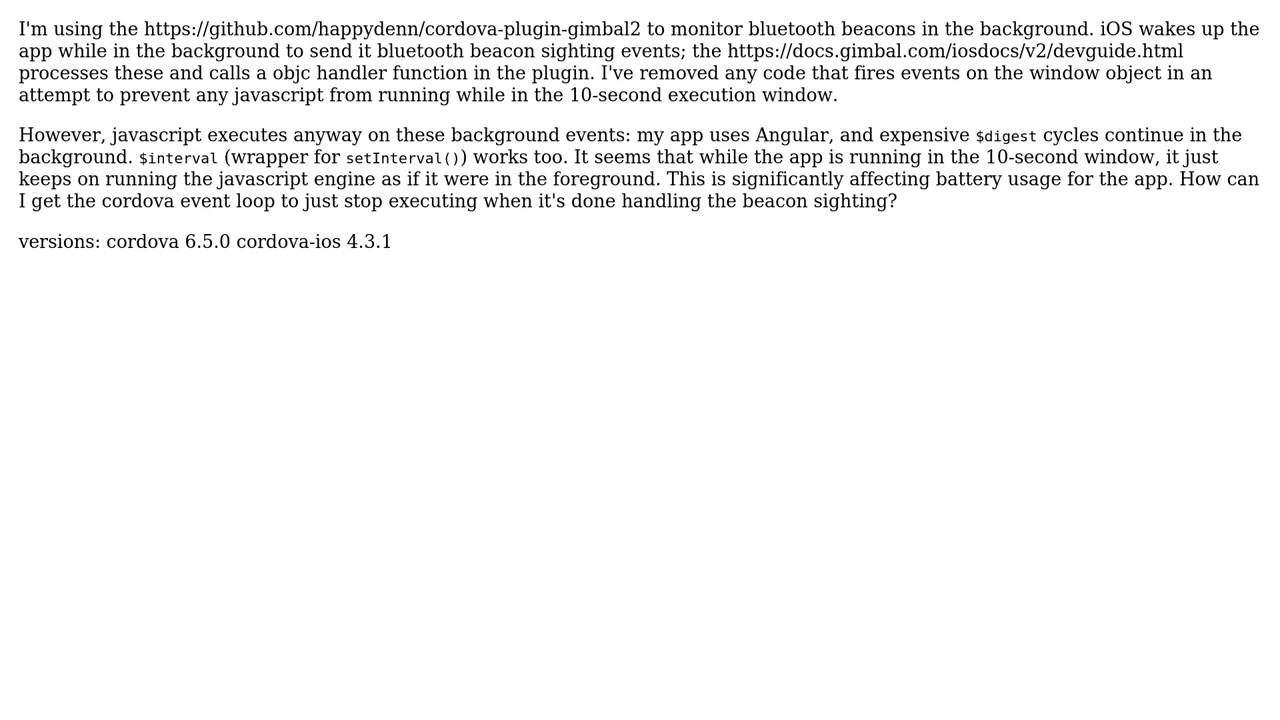 I'm using the https://github.com/happydenn/cordova-plugin-gimbal2 to monitor bluetooth beacons in the background. iOS wakes up the
app while in the background to send it bluetooth beacon sighting events; the https://docs.gimbal.com/iosdocs/v2/devguide.html
processes these and calls a objc handler function in the plugin. I've removed any code that fires events on the window object in an
attempt to prevent any javascript from running while in the 10-second execution window.
However, javascript executes anyway on these background events: my app uses Angular, and expensive $digest cycles continue in the
background. $interval (wrapper for setInterval()) works too. It seems that while the app is running in the 10-second window, it just
keeps on running the javascript engine as if it were in the foreground. This is significantly affecting battery usage for the app. How can
I get the cordova event loop to just stop executing when it's done handling the beacon sighting?
versions: cordova 6.5.0 cordova-ios 4.3.1